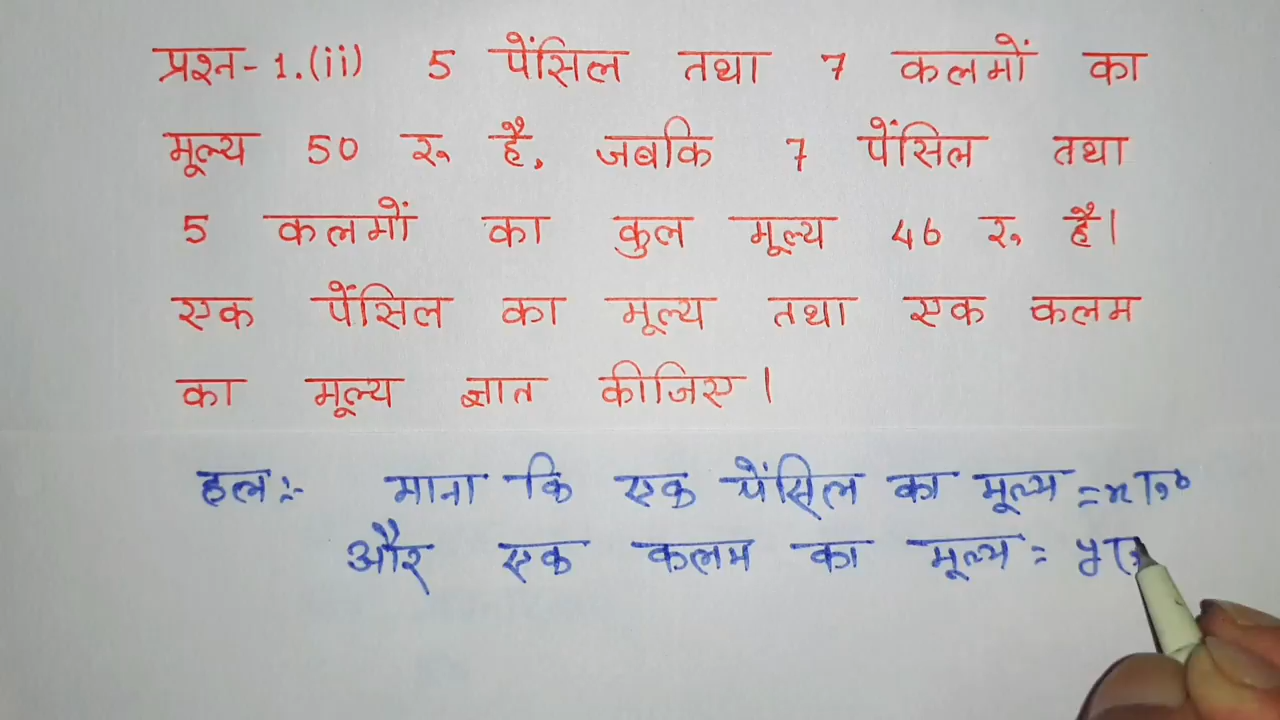 प्रश्न-1.(ii) 5 पेंसिल तथा 7 कलमों का
मूल्य 50 रु. है, जबकि 7 पेंसिल तथा
5 कलमों का कुल मूल्य 46 रु. है।
एक पेंसिल का मूल्य तथा एक कलम
का मूल्य ज्ञात कीजिए।
हल:- माना कि एक पेंसिल का मूल्य =x रु०
और एक कलम का मूल्य = y